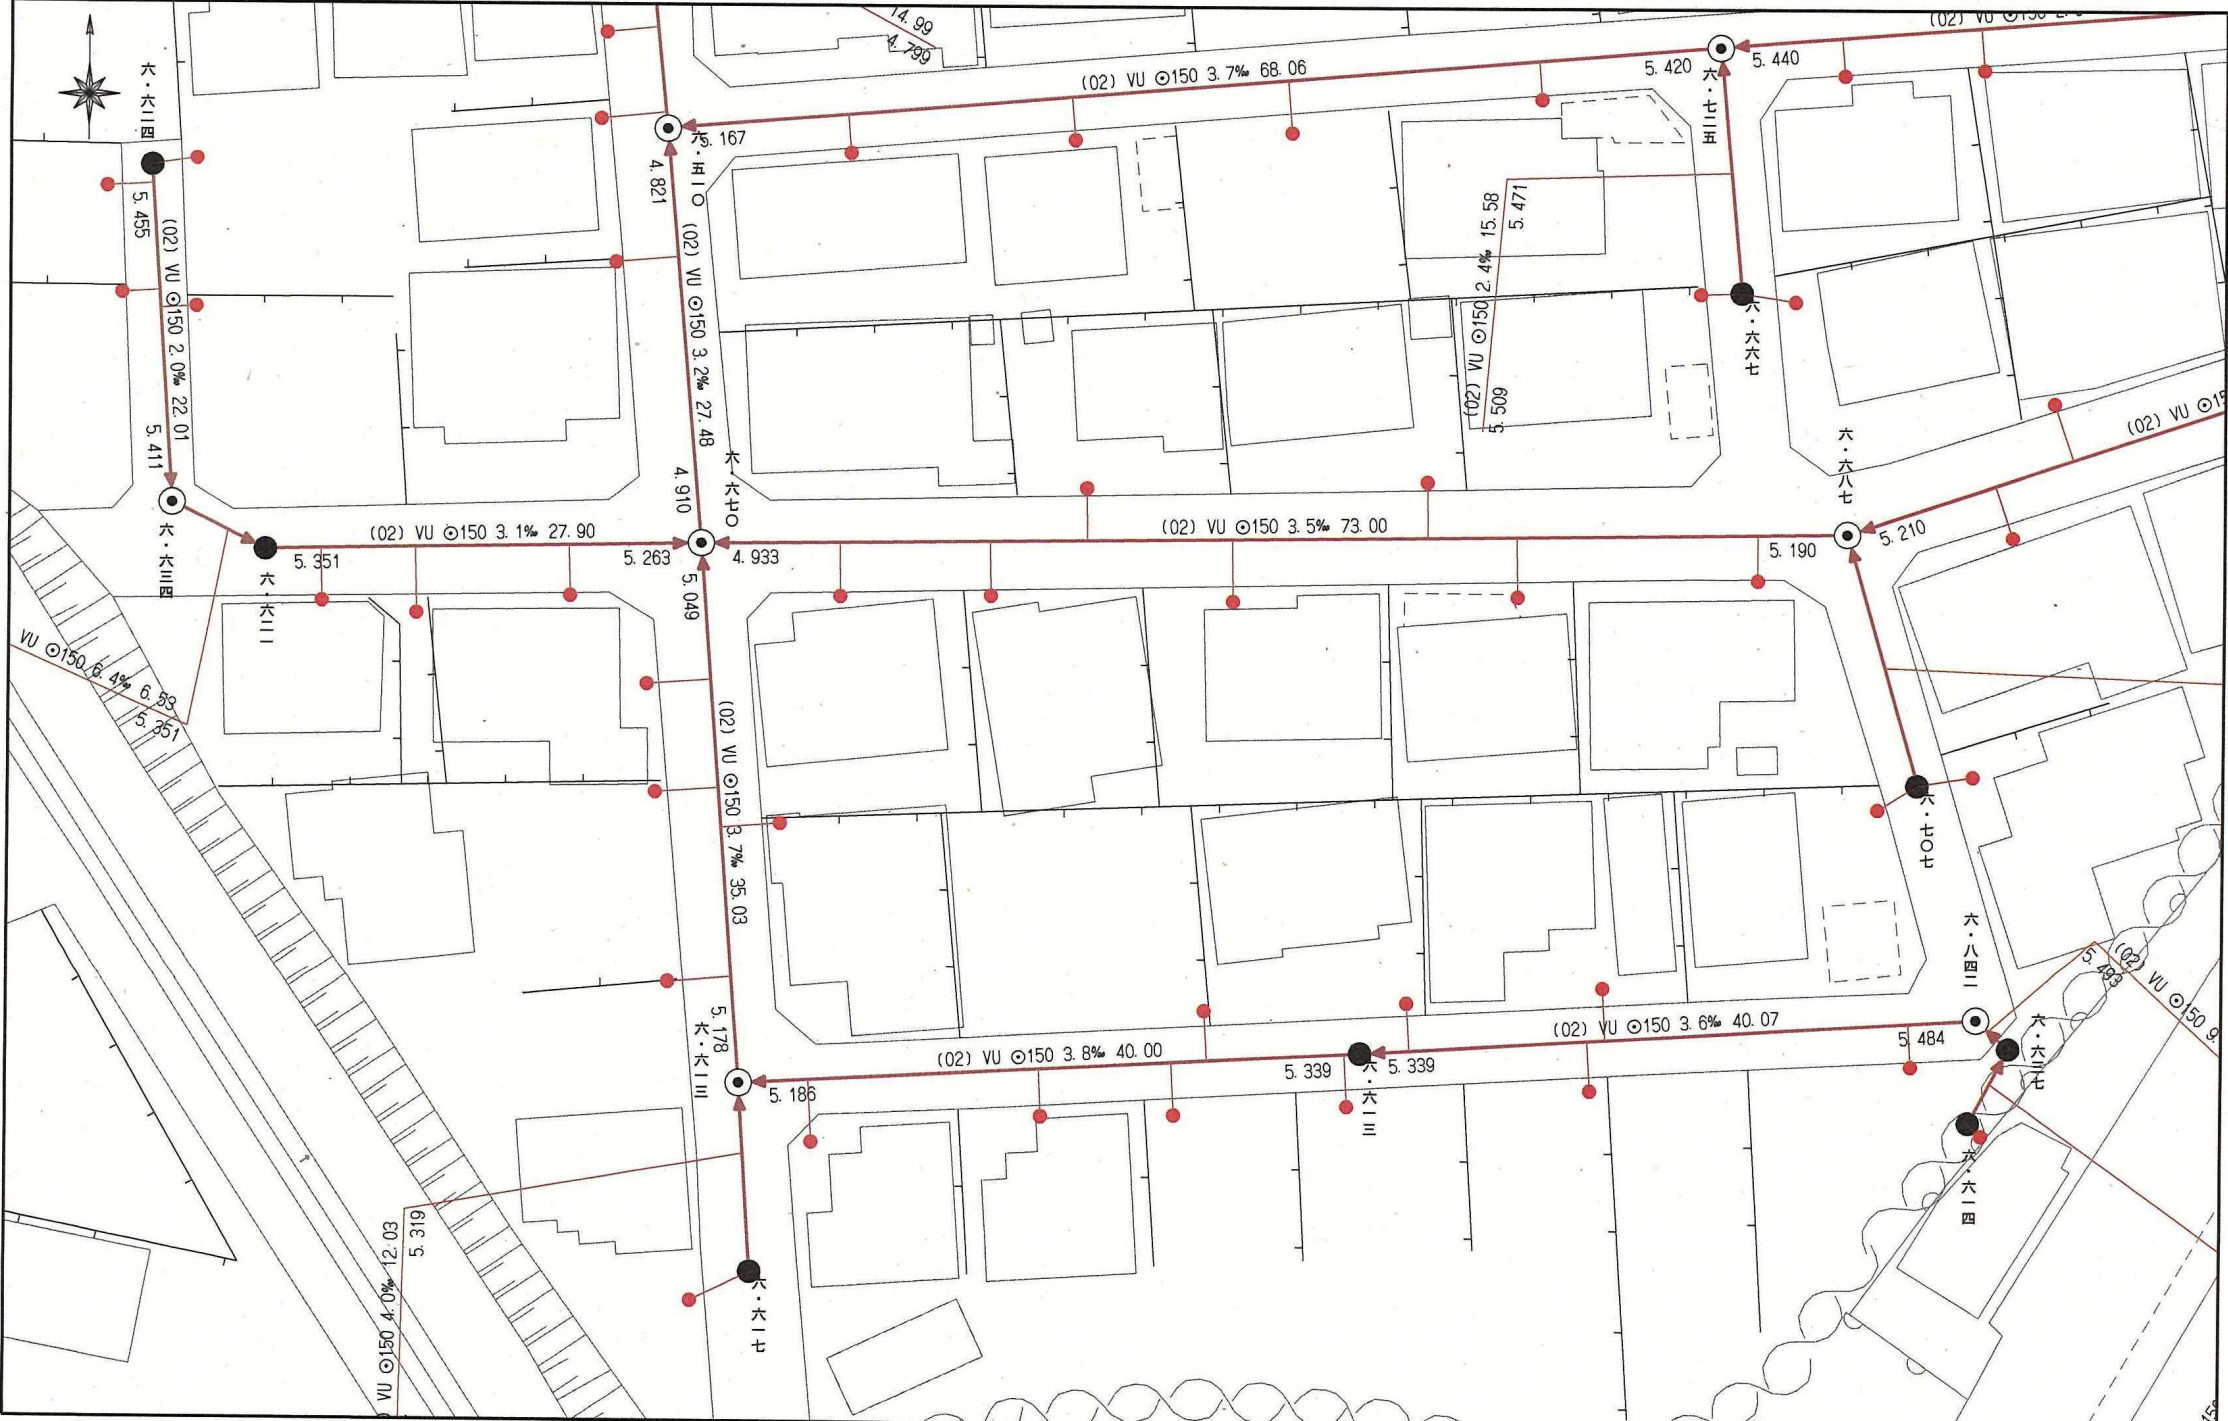 14.99
4.799
(02) VU ⊙150 3.7‰ 68.06
5.420
5.440
六・七二五
六・六二四
5.455
(02) VU ⊙150 2.0‰ 22.01
5.411
六・六三四
5.167
六・五一〇
4.821
(02) VU ⊙150 3.2‰ 27.48
4.910
六・六七〇
(02) VU ⊙150 2.4‰ 15.58
5.471
5.509
六・六六七
六・六八七
(02) VU ⊙15
(02) VU ⊙150 3.1‰ 27.90
5.351
5.263
六・六二二
(02) VU ⊙150 3.5‰ 73.00
4.933
5.190
5.210
5.049
VU ⊙150 6.4‰ 6.53
5.351
(02) VU ⊙150 3.7‰ 35.03
5.178
六・六一三
六・七〇七
六・八四二
5.493
(02) VU ⊙150 9.
(02) VU ⊙150 3.8‰ 40.00
5.186
5.339
5.339
六・六一三
(02) VU ⊙150 3.6‰ 40.07
5.484
六・六三七
六・六一四
VU ⊙150 4.0‰ 12.03
5.319
六・六一七